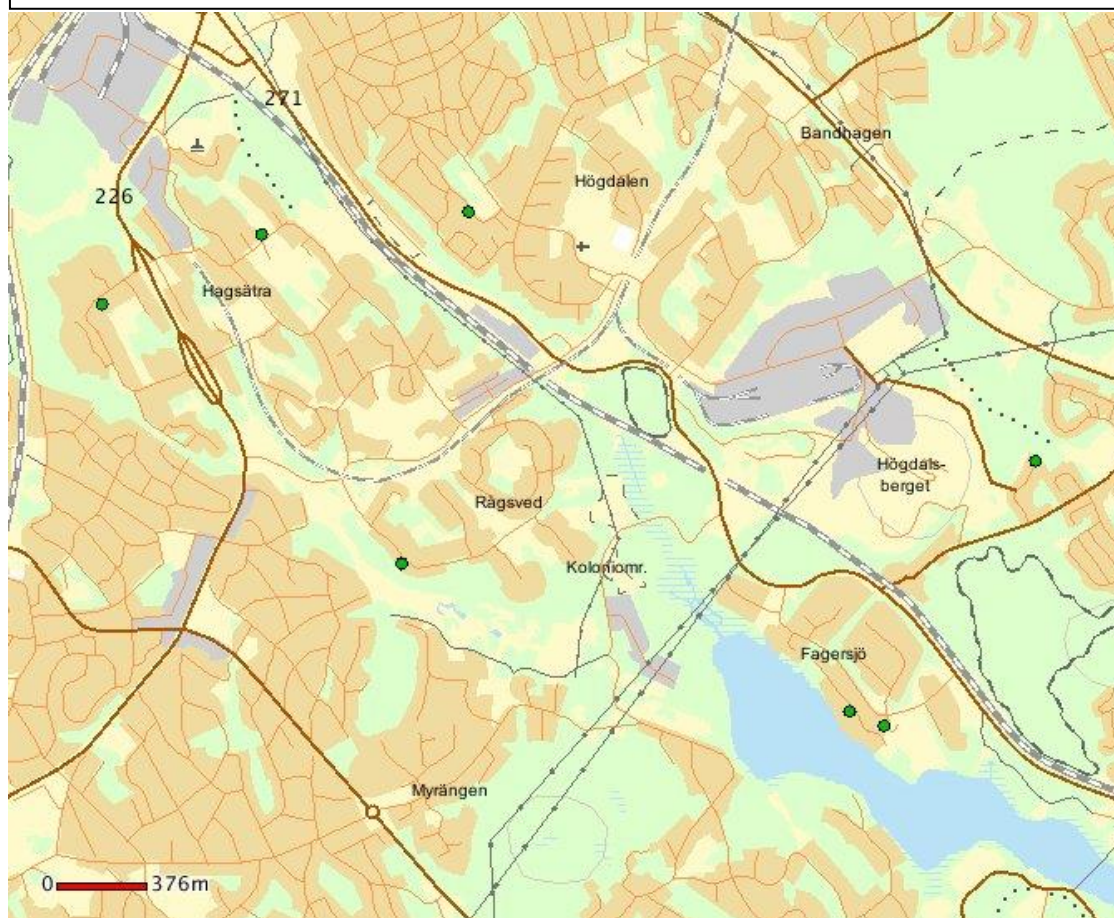 271
Bandhagen
Högdalen
226
Hagsätra
Högdals-
berget
Rågsved
Koloniomr.
Fagersjö
Myrängen
0 376m